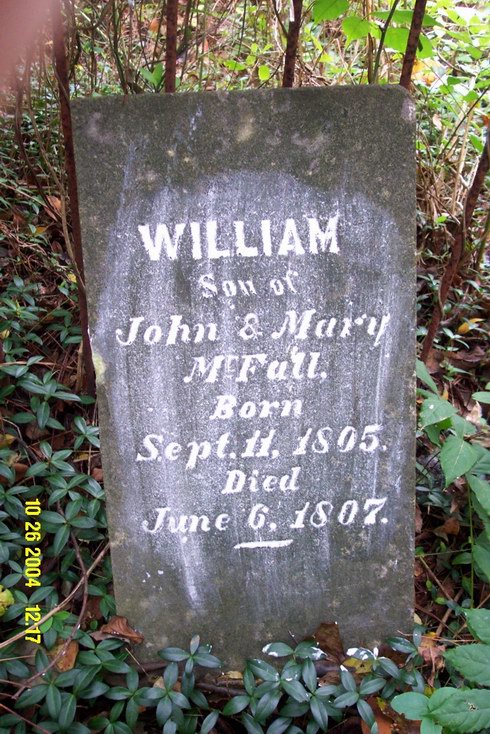 WILLIAM
Son of
John & Mary
McFall,
Born
Sept. 11, 1805.
Died
June 6, 1807.
10 26 2004 12:17